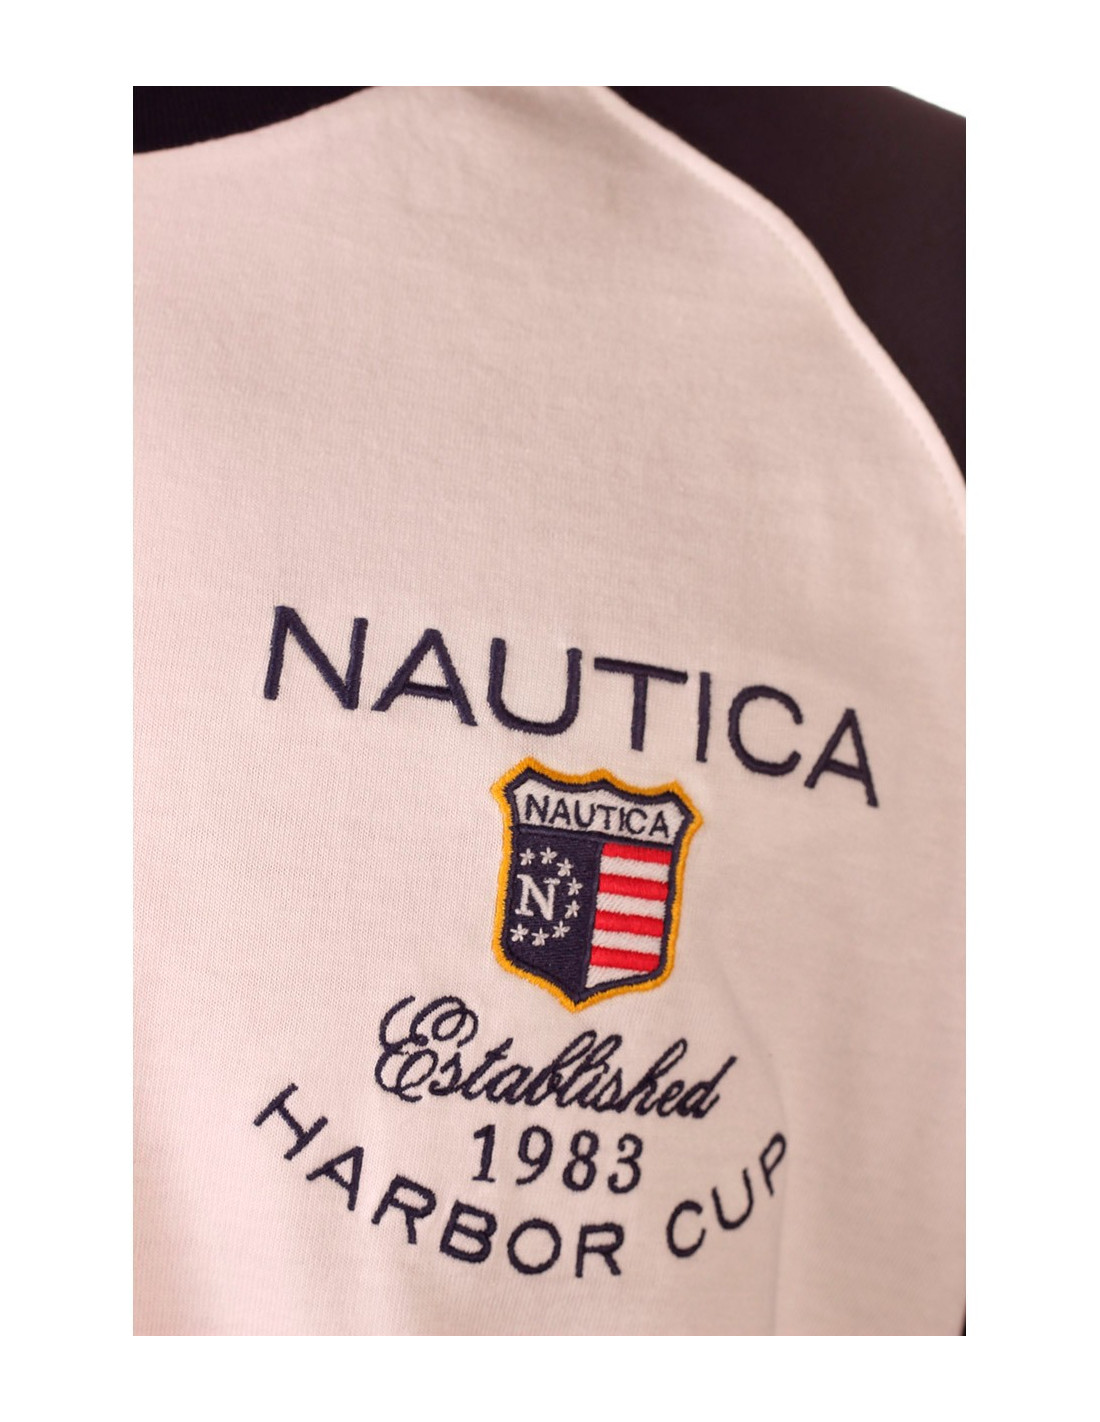 NAUTICA
NAUTICA
N
Established
1983
HARBOR CUP